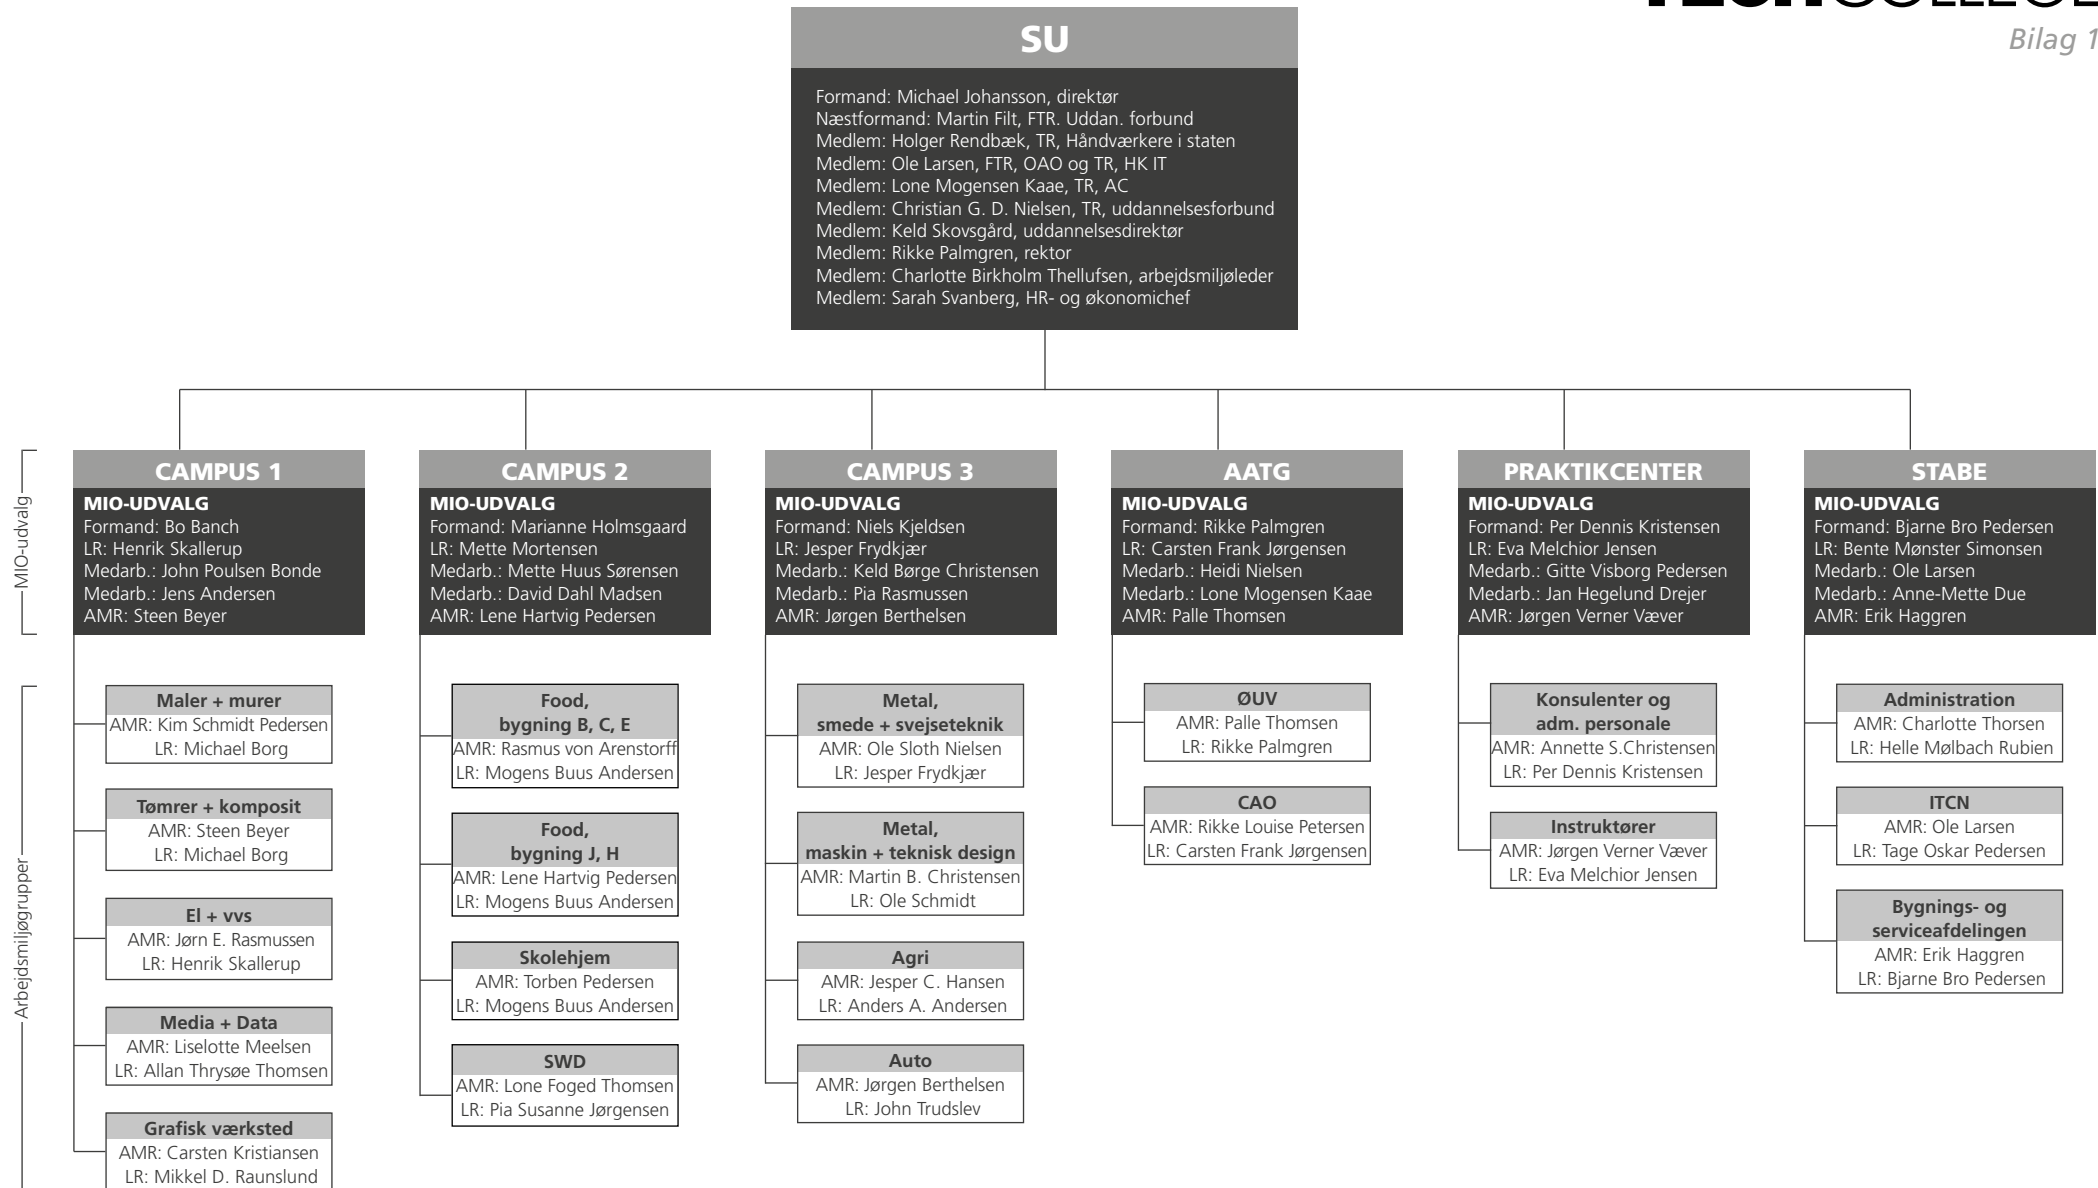 Bilag 1
SU
Formand: Michael Johansson, direktør
Næstformand: Martin Filt, FTR. Uddan. forbund
Medlem: Holger Rendbæk, TR, Håndværkere i staten
Medlem: Ole Larsen, FTR, OAO og TR, HK IT
Medlem: Lone Mogensen Kaae, TR, AC
Medlem: Christian G. D. Nielsen, TR, uddannelsesforbund
Medlem: Keld Skovsgård, uddannelsesdirektør
Medlem: Rikke Palmgren, rektor
Medlem: Charlotte Birkholm Thellufsen, arbejdsmiljøleder
Medlem: Sarah Svanberg, HR- og økonomichef
MIO-udvalg
CAMPUS 1
MIO-UDVALG
Formand: Bo Banch
LR: Henrik Skallerup
Medarb.: John Poulsen Bonde
Medarb.: Jens Andersen
AMR: Steen Beyer
CAMPUS 2
MIO-UDVALG
Formand: Marianne Holmsgaard
LR: Mette Mortensen
Medarb.: Mette Huus Sørensen
Medarb.: David Dahl Madsen
AMR: Lene Hartvig Pedersen
CAMPUS 3
MIO-UDVALG
Formand: Niels Kjeldsen
LR: Jesper Frydkjær
Medarb.: Keld Børge Christensen
Medarb.: Pia Rasmussen
AMR: Jørgen Berthelsen
AATG
MIO-UDVALG
Formand: Rikke Palmgren
LR: Carsten Frank Jørgensen
Medarb.: Heidi Nielsen
Medarb.: Lone Mogensen Kaae
AMR: Palle Thomsen
PRAKTIKCENTER
MIO-UDVALG
Formand: Per Dennis Kristensen
LR: Eva Melchior Jensen
Medarb.: Gitte Visborg Pedersen
Medarb.: Jan Hegelund Drejer
AMR: Jørgen Verner Væver
STABE
MIO-UDVALG
Formand: Bjarne Bro Pedersen
LR: Bente Mønster Simonsen
Medarb.: Ole Larsen
Medarb.: Anne-Mette Due
AMR: Erik Haggren
Arbejdsmiljøgrupper
Maler + murer
AMR: Kim Schmidt Pedersen
LR: Michael Borg
Tømrer + komposit
AMR: Steen Beyer
LR: Michael Borg
El + vvs
AMR: Jørn E. Rasmussen
LR: Henrik Skallerup
Media + Data
AMR: Liselotte Meelsen
LR: Allan Thrysøe Thomsen
Grafisk værksted
AMR: Carsten Kristiansen
LR: Mikkel D. Raunslund
Food,
bygning B, C, E
AMR: Rasmus von Arenstorff
LR: Mogens Buus Andersen
Food,
bygning J, H
AMR: Lene Hartvig Pedersen
LR: Mogens Buus Andersen
Skolehjem
AMR: Torben Pedersen
LR: Mogens Buus Andersen
SWD
AMR: Lone Foged Thomsen
LR: Pia Susanne Jørgensen
Metal,
smede + svejseteknik
AMR: Ole Sloth Nielsen
LR: Jesper Frydkjær
Metal,
maskin + teknisk design
AMR: Martin B. Christensen
LR: Ole Schmidt
Agri
AMR: Jesper C. Hansen
LR: Anders A. Andersen
Auto
AMR: Jørgen Berthelsen
LR: John Trudslev
ØUV
AMR: Palle Thomsen
LR: Rikke Palmgren
CAO
AMR: Rikke Louise Petersen
LR: Carsten Frank Jørgensen
Konsulenter og
adm. personale
AMR: Annette S.Christensen
LR: Per Dennis Kristensen
Instruktører
AMR: Jørgen Verner Væver
LR: Eva Melchior Jensen
Administration
AMR: Charlotte Thorsen
LR: Helle Mølbach Rubien
ITCN
AMR: Ole Larsen
LR: Tage Oskar Pedersen
Bygnings- og
serviceafdelingen
AMR: Erik Haggren
LR: Bjarne Bro Pedersen